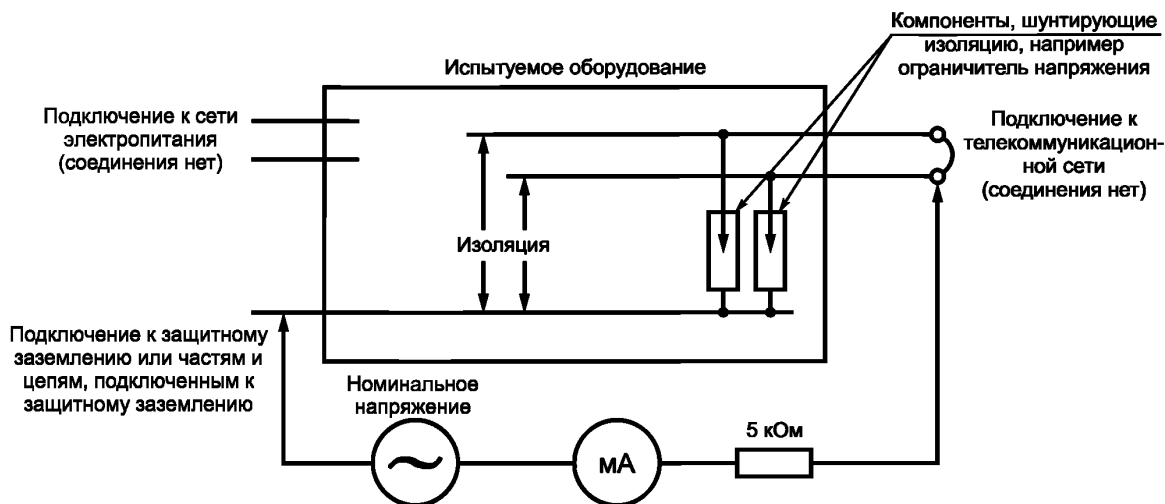 Компоненты, шунтирующие
изоляцию, например
ограничитель напряжения
Испытуемое оборудование
Подключение к сети
электропитания
(соединения нет)
Подключение к
телекоммуникацион-
ной сети
(соединения нет)
Изоляция
Подключение к защитному
заземлению или частям и
цепям, подключенным к
защитному заземлению
Номинальное
напряжение
5 кОм
мА